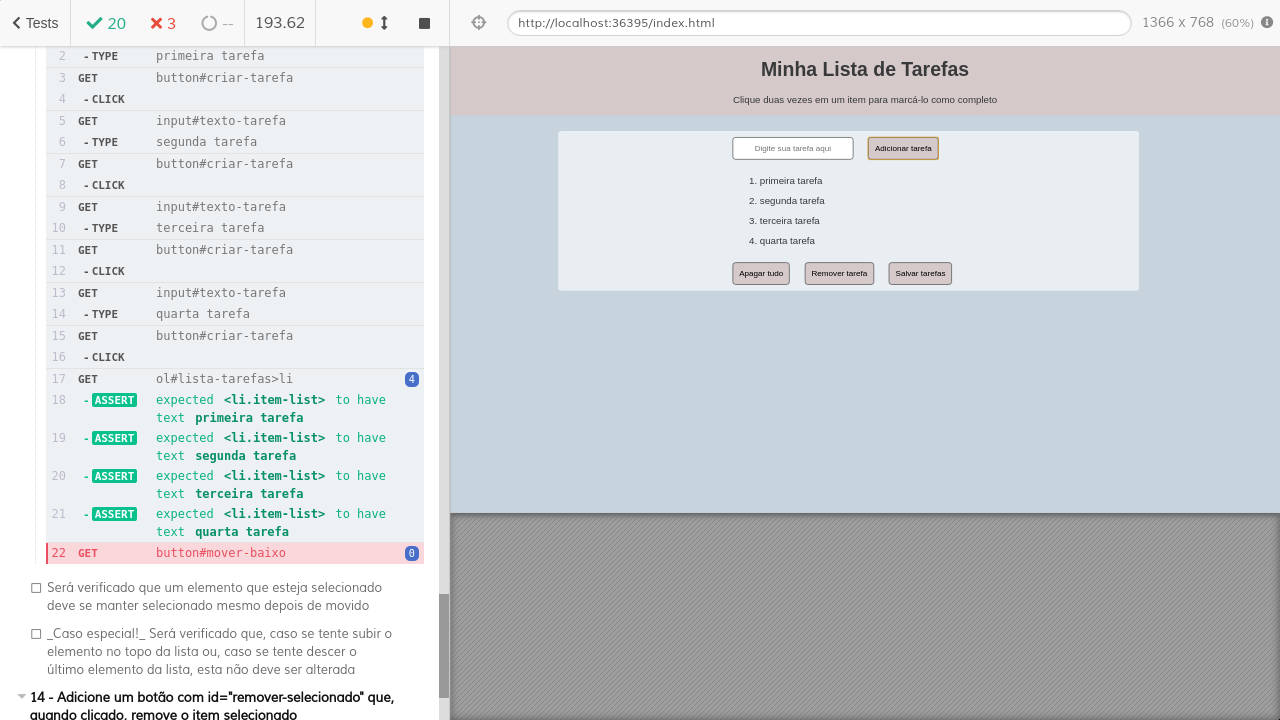 Tests 20 3 -- 193.62
http://localhost:36395/index.html 1366 x 768 (60%)
2 -TYPE primeira tarefa
3 GET button#criar-tarefa
4 -CLICK
5 GET input#texto-tarefa
6 -TYPE segunda tarefa
7 GET button#criar-tarefa
8 -CLICK
9 GET input#texto-tarefa
10 -TYPE terceira tarefa
11 GET button#criar-tarefa
12 -CLICK
13 GET input#texto-tarefa
14 -TYPE quarta tarefa
15 GET button#criar-tarefa
16 -CLICK
17 GET ol#lista-tarefas>li 4
18 -ASSERT expected <li.item-list> to have
text primeira tarefa
19 -ASSERT expected <li.item-list> to have
text segunda tarefa
20 -ASSERT expected <li.item-list> to have
text terceira tarefa
21 -ASSERT expected <li.item-list> to have
text quarta tarefa
22 GET button#mover-baixo 0
Será verificado que um elemento que esteja selecionado
deve se manter selecionado mesmo depois de movido
_Caso especial!_ Será verificado que, caso se tente subir o
elemento no topo da lista ou, caso se tente descer o
último elemento da lista, esta não deve ser alterada
14 - Adicione um botão com id="remover-selecionado" que,
quando clicado, remove o item selecionado
Minha Lista de Tarefas
Clique duas vezes em um item para marcá-lo como completo
Digite sua tarefa aqui Adicionar tarefa
1. primeira tarefa
2. segunda tarefa
3. terceira tarefa
4. quarta tarefa
Apagar tudo Remover tarefa Salvar tarefas